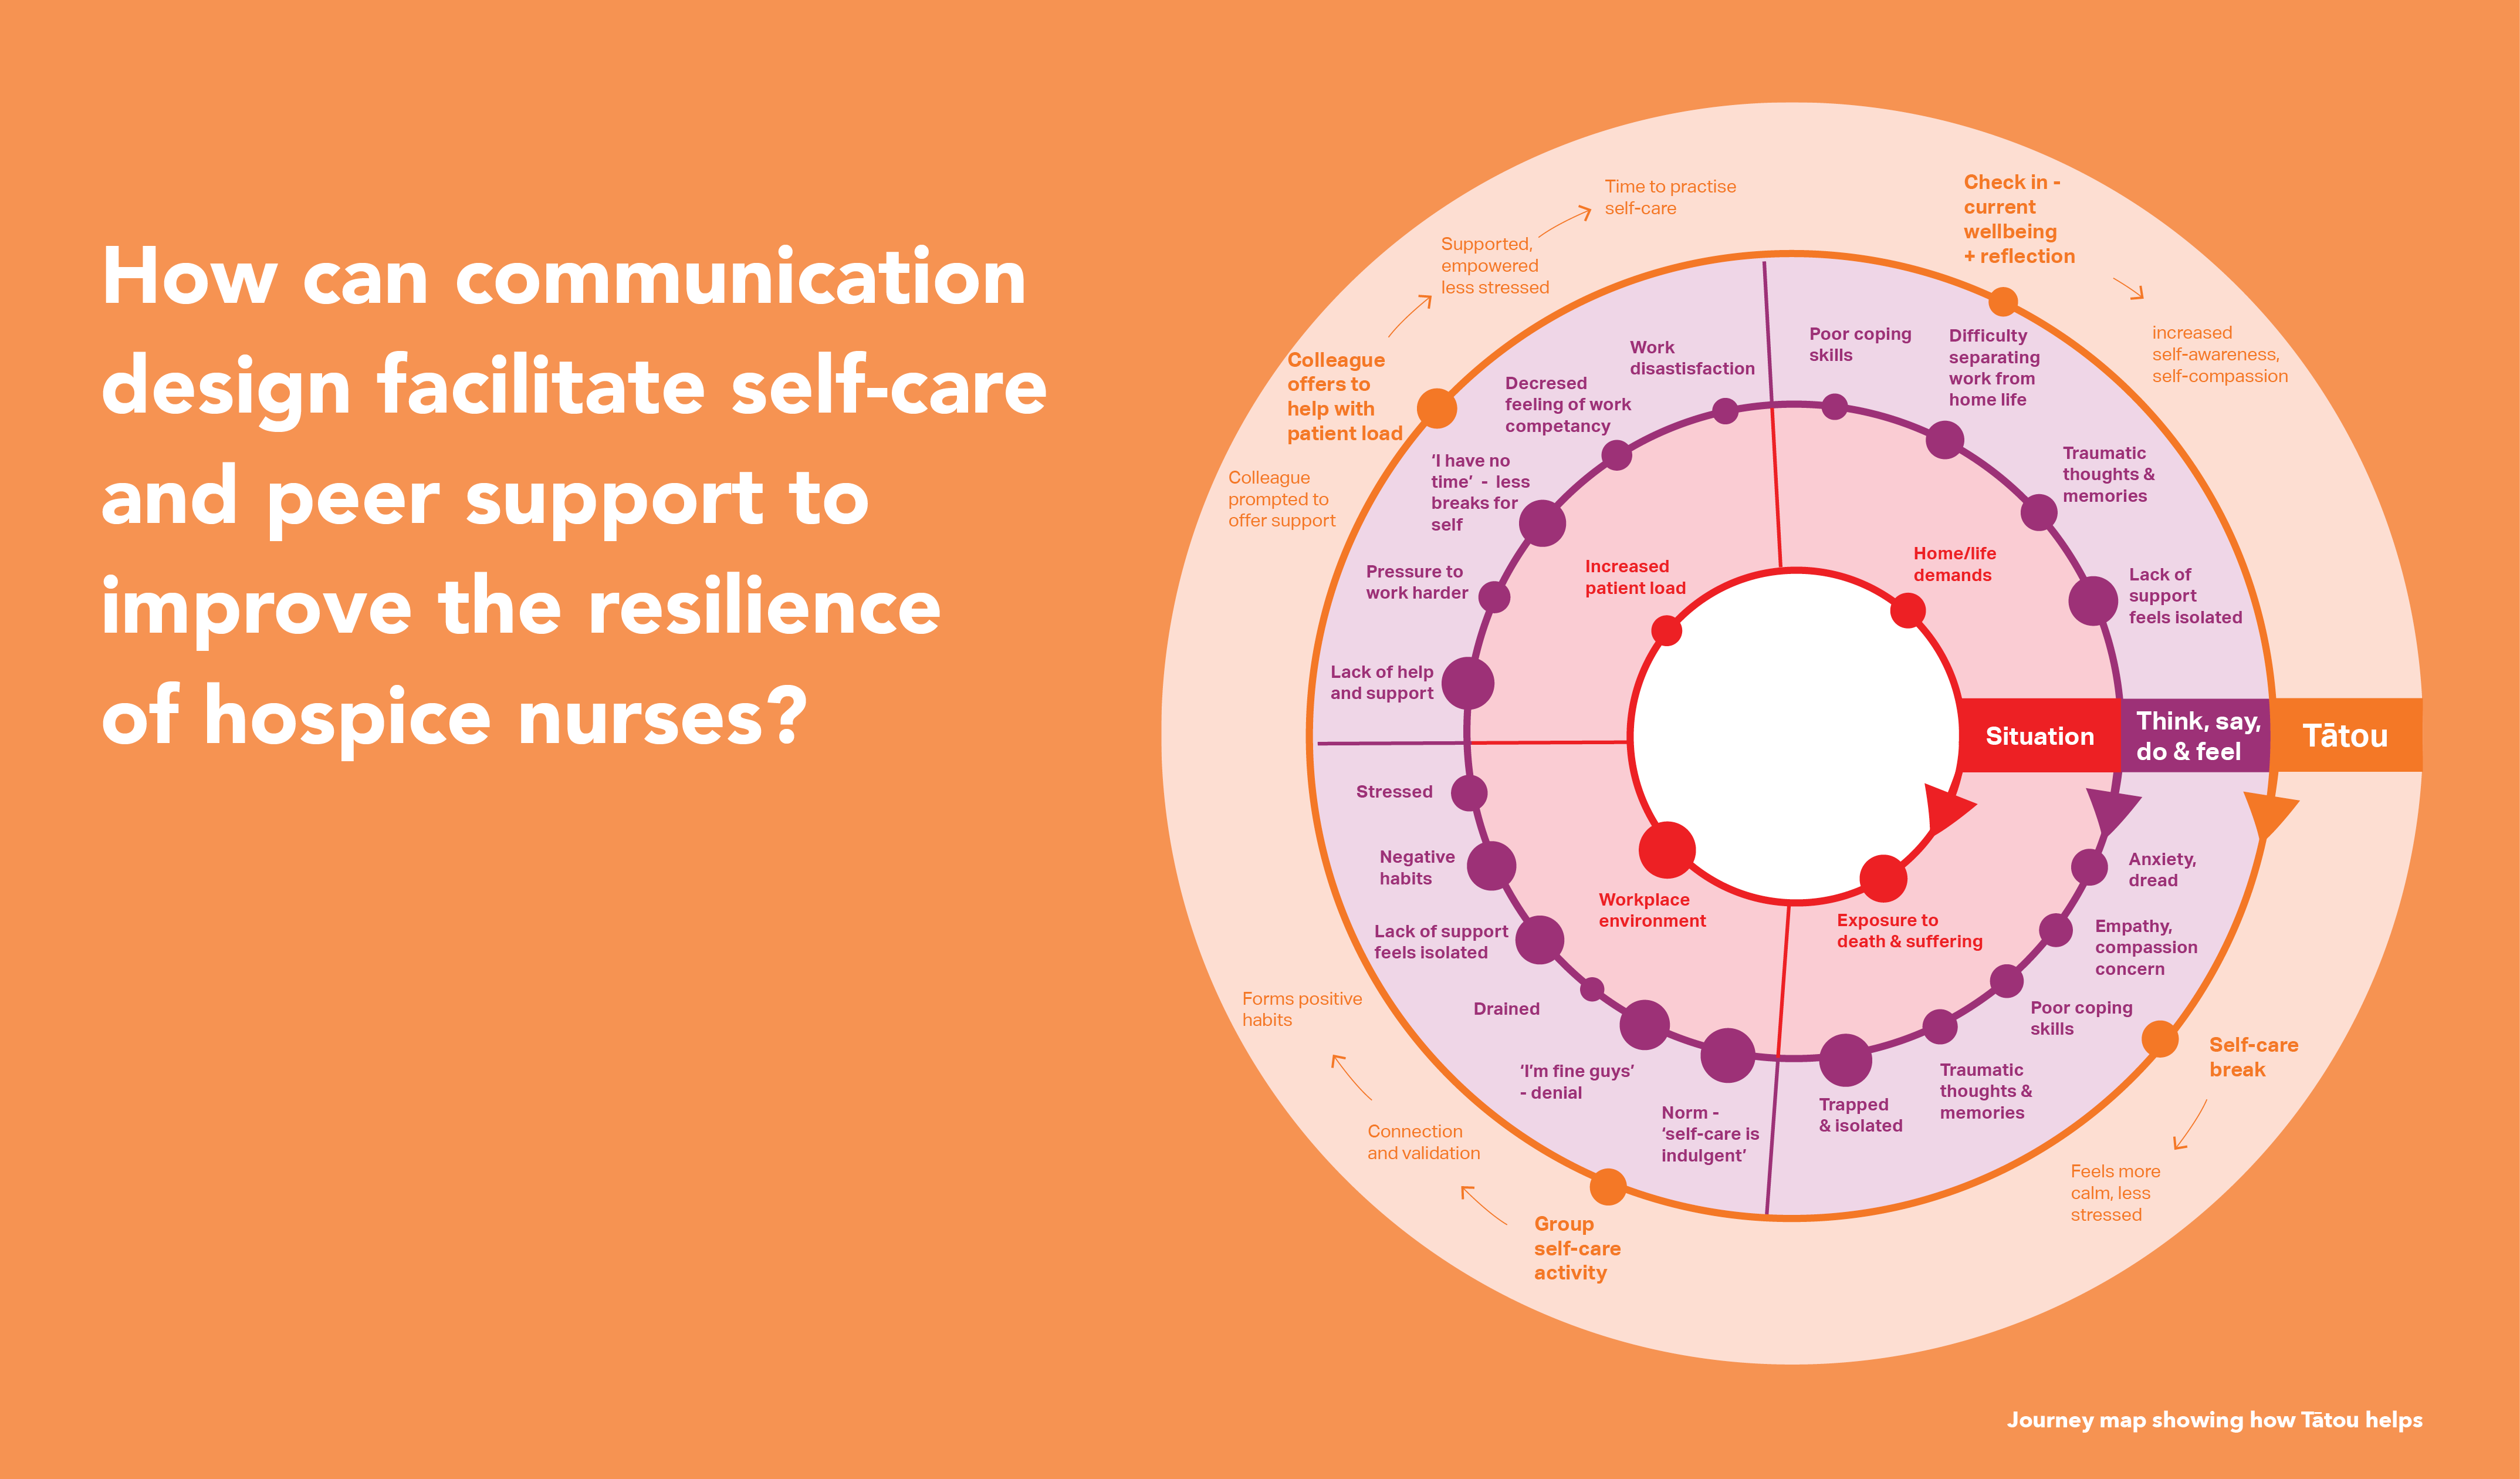 How can communication
design facilitate self-care
and peer support to
improve the resilience
of hospice nurses?
Situation
Think, say,
do & feel
Tātou
Exposure to
death & suffering
Workplace
environment
Increased
patient load
Home/life
demands
Anxiety,
dread
Empathy,
compassion
concern
Poor coping
skills
Traumatic
thoughts &
memories
Trapped
& isolated
Norm -
‘self-care is
indulgent’
‘I’m fine guys’
- denial
Drained
Lack of support
feels isolated
Negative
habits
Stressed
Lack of help
and support
Pressure to
work harder
‘I have no
time’ - less
breaks for
self
Decresed
feeling of work
competancy
Work
disastisfaction
Poor coping
skills
Difficulty
separating
work from
home life
Traumatic
thoughts &
memories
Lack of
support
feels isolated
Self-care
break
Feels more
calm, less
stressed
Group
self-care
activity
Connection
and validation
Forms positive
habits
Colleague
prompted to
offer support
Colleague
offers to
help with
patient load
Supported,
empowered
less stressed
Time to practise
self-care
Check in -
current
wellbeing
+ reflection
increased
self-awareness,
self-compassion
Journey map showing how Tātou helps